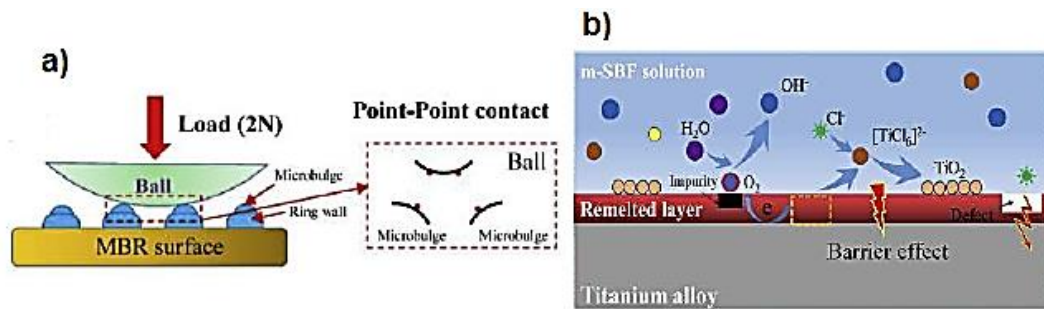 a)
Load (2N)
Ball
Microbulge
Ring wall
MBR surface
Point-Point contact
Ball
Microbulge Microbulge
b)
m-SBF solution
OH⁻
H₂O
Cl⁻
[TiCl₆]²⁻
Impurity
O₂
TiO₂
Remelted layer
e
Defect
Barrier effect
Titanium alloy